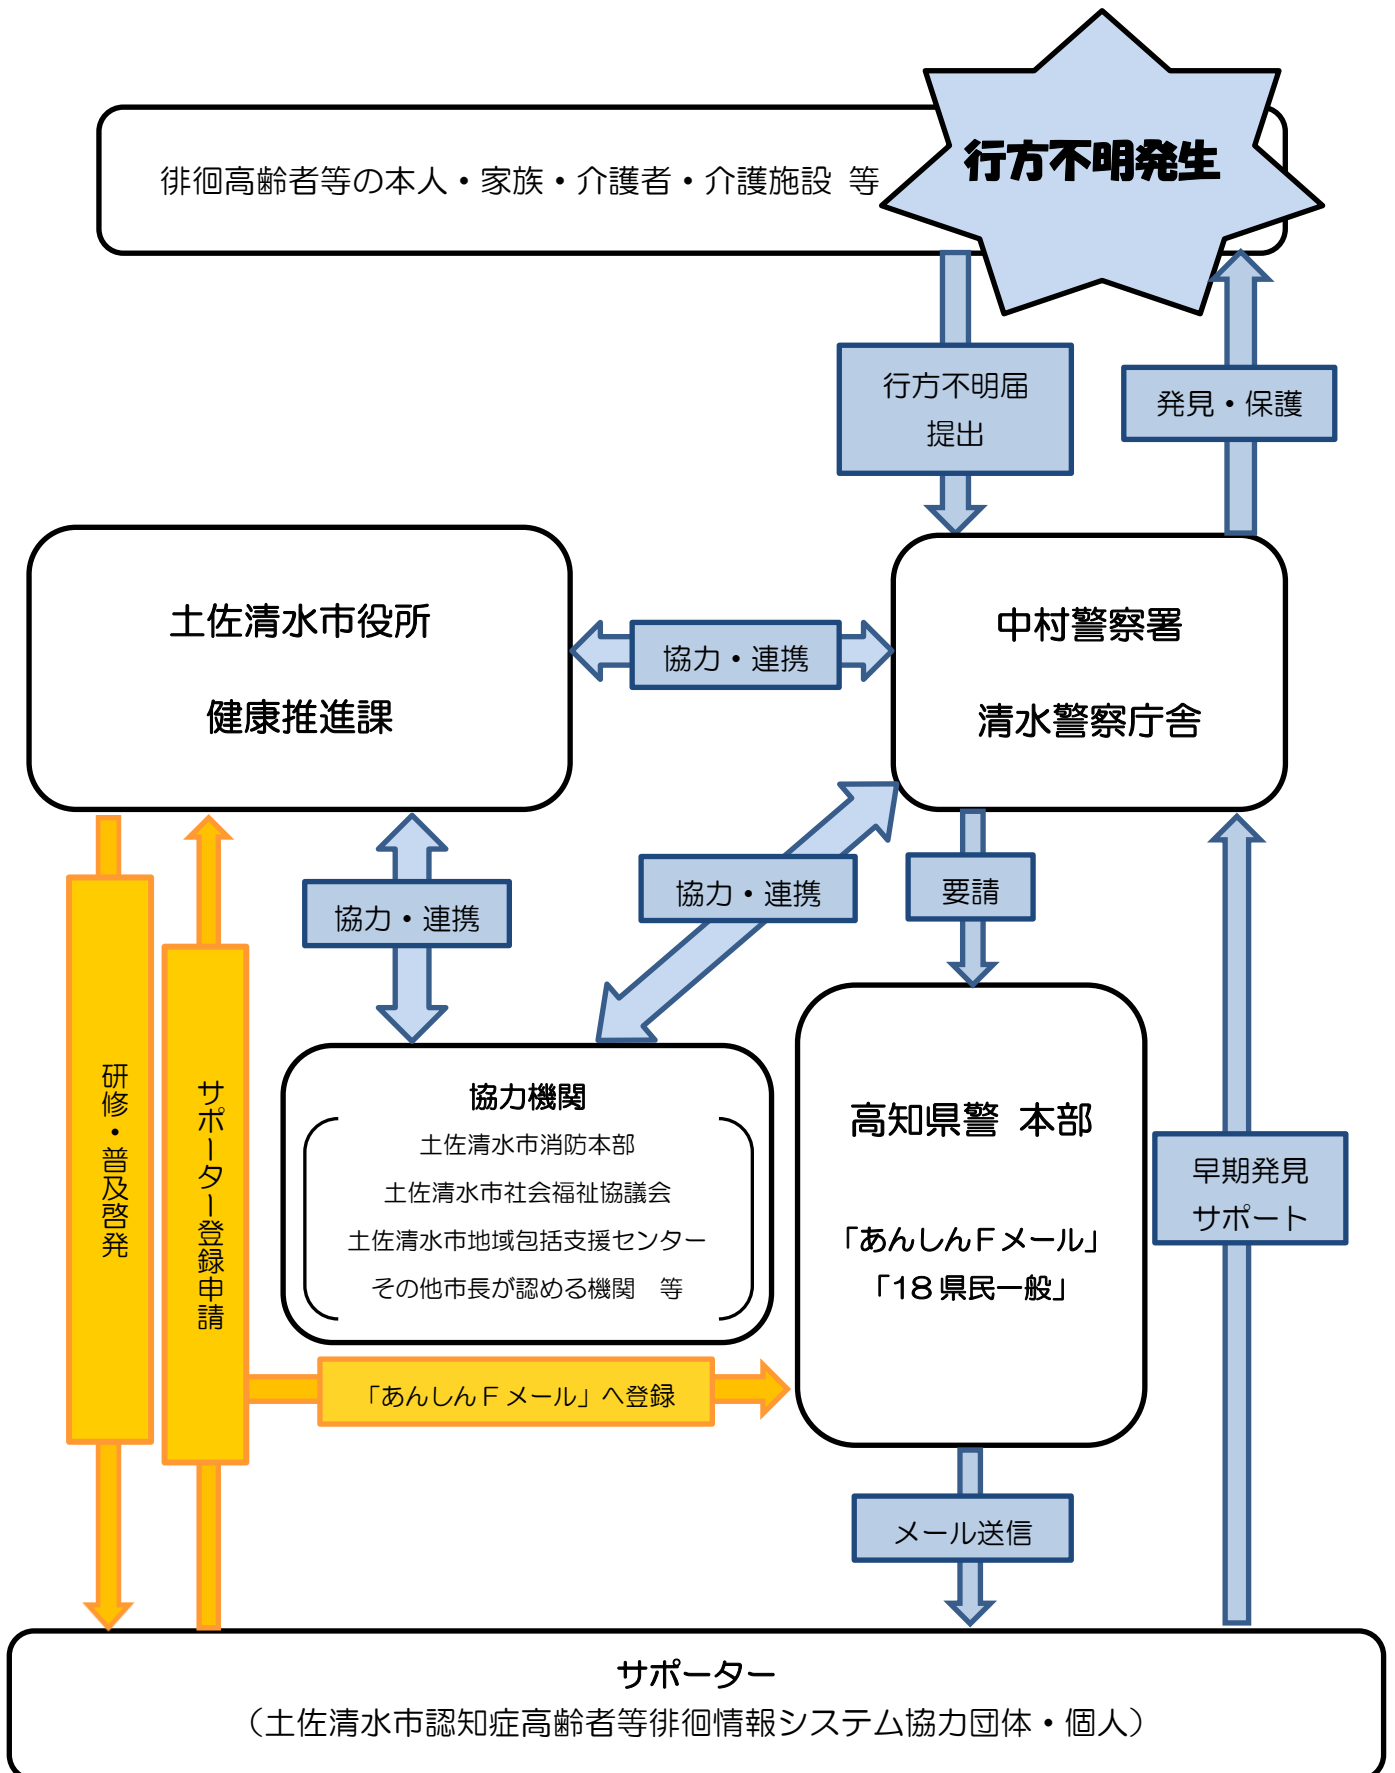 行方不明発生
徘徊高齢者等の本人・家族・介護者・介護施設 等
行方不明届
提出
発見・保護
土佐清水市役所
健康推進課
協力・連携
中村警察署
清水警察庁舎
協力・連携
協力・連携
要請
研修・普及啓発
サポーター登録申請
協力機関
土佐清水市消防本部
土佐清水市社会福祉協議会
土佐清水市地域包括支援センター
その他市長が認める機関　等
高知県警 本部
「あんしんFメール」
「18県民一般」
早期発見
サポート
「あんしんFメール」へ登録
メール送信
サポーター
（土佐清水市認知症高齢者等徘徊情報システム協力団体・個人）